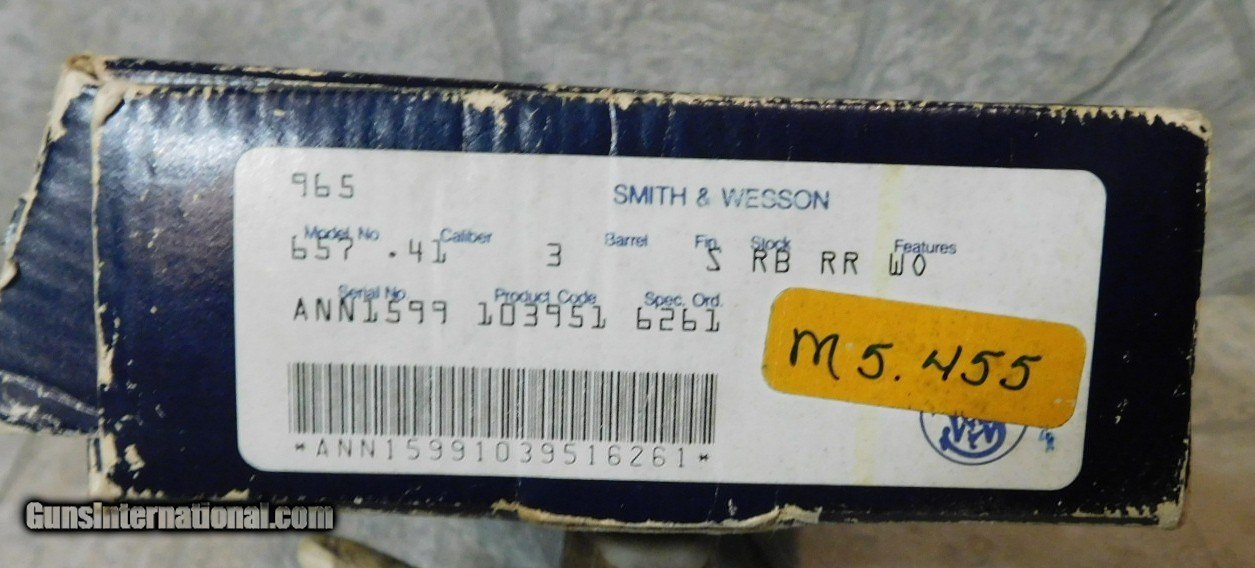 965
SMITH & WESSON
Model No Caliber Barrel Fin. Stock Features
657 .41 3 S RB RR WO
Serial No Product Code Spec. Ord.
ANN1599 103951 6261
M5.455
*ANN15991039516261*
GunsInternational.com